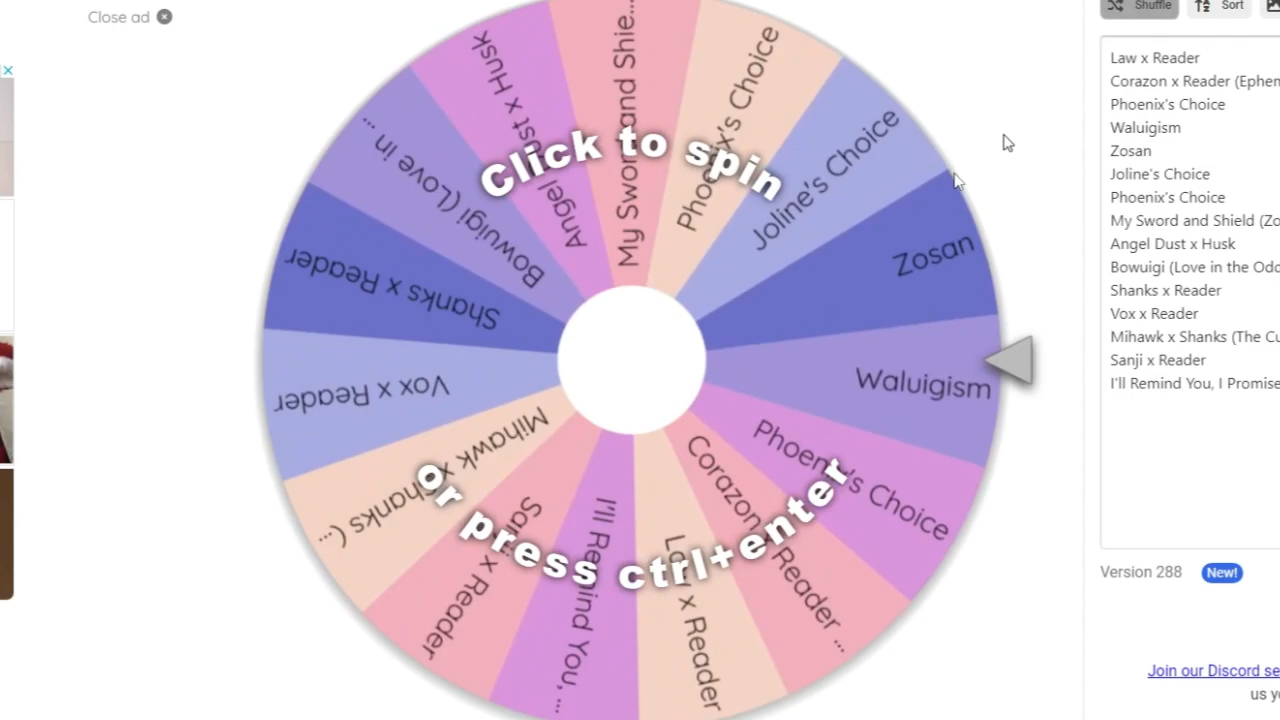 Close ad
Shuffle
Sort
Click to spin
or press ctrl+enter
My Sword and Shie...
Phoenix's Choice
Joline's Choice
Zosan
Waluigism
Phoenix's Choice
Corazon x Reader ...
Law x Reader
I'll Remind You, ...
Sanji x Reader
Mihawk x Shanks (...
Vox x Reader
Shanks x Reader
Bowuigi (Love in ...
Angel Dust x Husk
Law x Reader
Corazon x Reader (Ephem
Phoenix's Choice
Waluigism
Zosan
Joline's Choice
Phoenix's Choice
My Sword and Shield (Zo
Angel Dust x Husk
Bowuigi (Love in the Odd
Shanks x Reader
Vox x Reader
Mihawk x Shanks (The Cu
Sanji x Reader
I'll Remind You, I Promise
Version 288 New!
Join our Discord se
us y